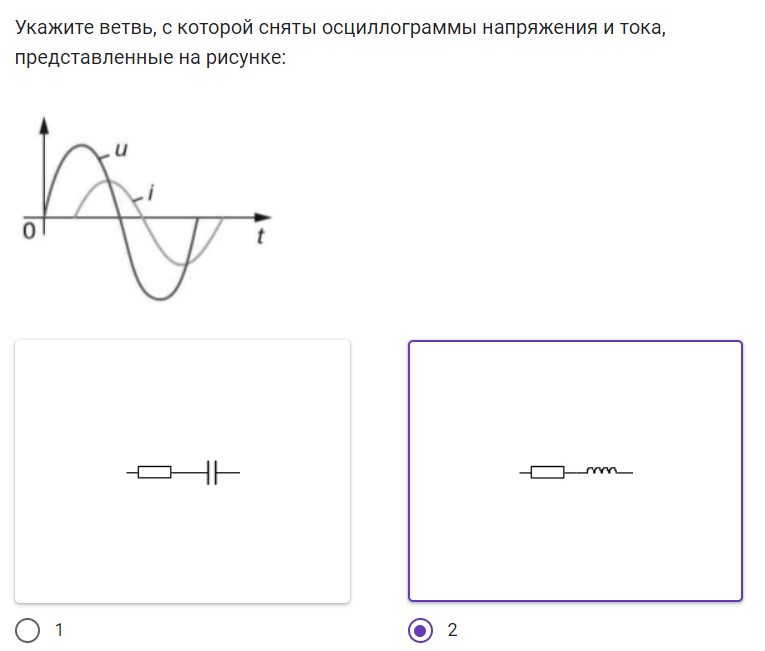 Укажите ветвь, с которой сняты осциллограммы напряжения и тока,
представленные на рисунке:
u
i
0
t
1
2